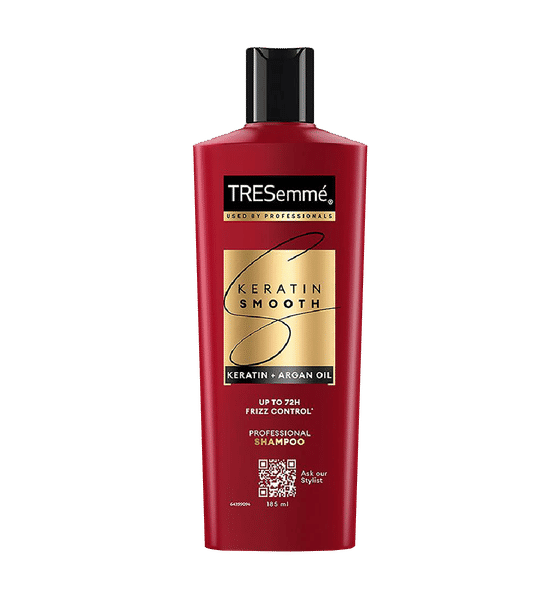 TRESemmé®
USED BY PROFESSIONALS
KERATIN
SMOOTH
KERATIN + ARGAN OIL
UP TO 72H
FRIZZ CONTROL*
PROFESSIONAL
SHAMPOO
Ask our
Stylist
185 ml